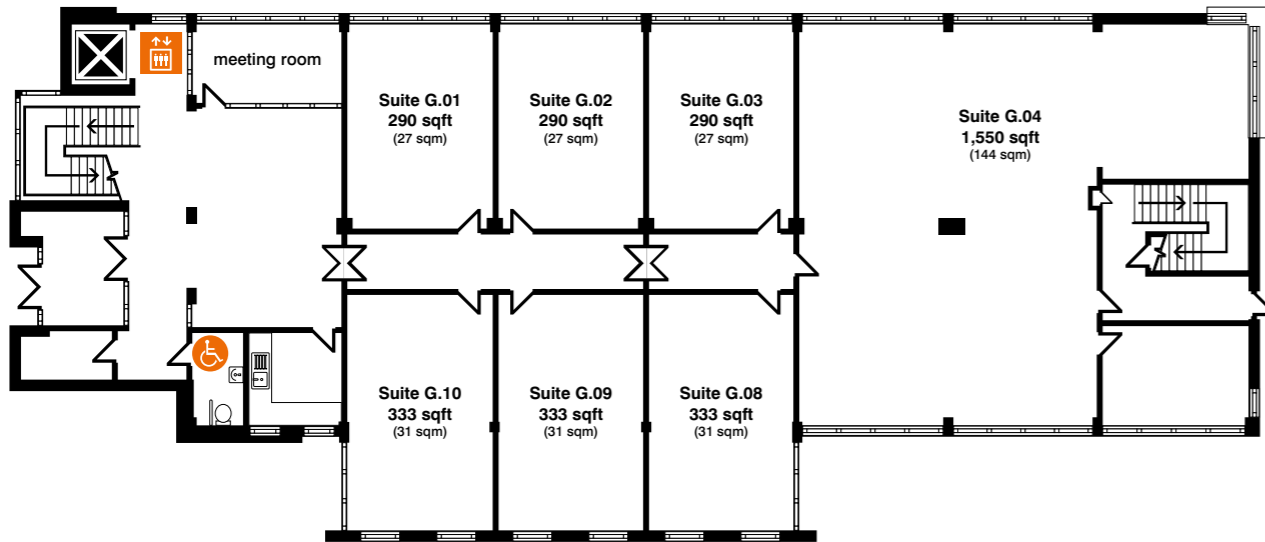 meeting room
Suite G.01
290 sqft
(27 sqm)
Suite G.02
290 sqft
(27 sqm)
Suite G.03
290 sqft
(27 sqm)
Suite G.04
1,550 sqft
(144 sqm)
Suite G.10
333 sqft
(31 sqm)
Suite G.09
333 sqft
(31 sqm)
Suite G.08
333 sqft
(31 sqm)